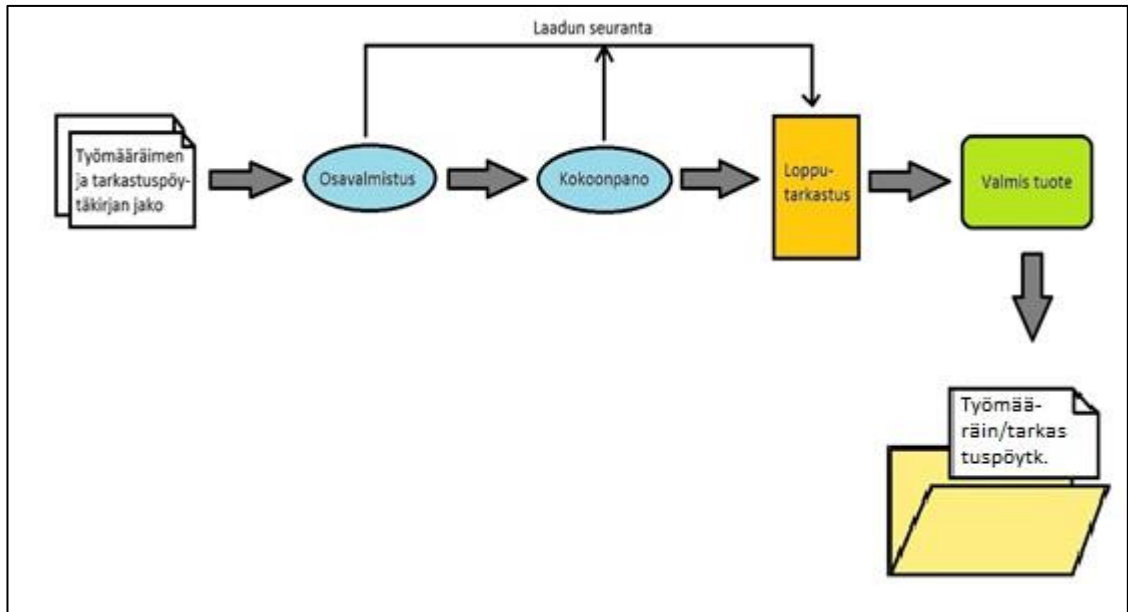 Laadun seuranta
Työmääräimen
ja tarkastuspöy-
täkirjan jako
Osavalmistus
Kokoonpano
Loppu-
tarkastus
Valmis tuote
Työmää-
räin/tarkas
tuspöytk.